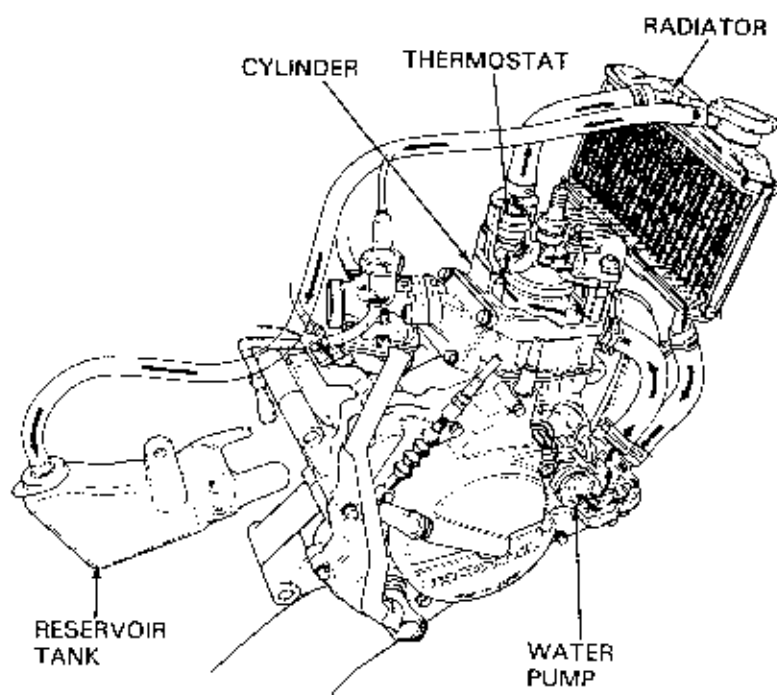 RADIATOR
THERMOSTAT
CYLINDER
RESERVOIR
TANK
WATER
PUMP